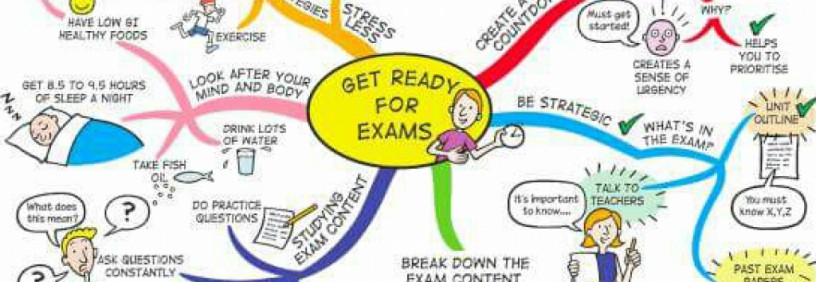 STRESS
LESS
HAVE LOW GI
HEALTHY FOODS
EXERCISE
LOOK AFTER YOUR
MIND AND BODY
GET 8.5 TO 9.5 HOURS
OF SLEEP A NIGHT
ZZZ
DRINK LOTS
OF WATER
TAKE FISH
OIL
GET READY
FOR
EXAMS
CREATE A
COUNTDOWN
Must get
started!
CREATES A
SENSE OF
URGENCY
WHY?
HELPS
YOU TO
PRIORITISE
BE STRATEGIC
WHAT'S IN
THE EXAM?
UNIT
OUTLINE
You must
know X,Y,Z
TALK TO
TEACHERS
It's important
to know....
PAST EXAM
PAPERS
BREAK DOWN THE
EXAM CONTENT
STUDYING
EXAM CONTENT
DO PRACTICE
QUESTIONS
What does
this mean?
?
?
ASK QUESTIONS
CONSTANTLY